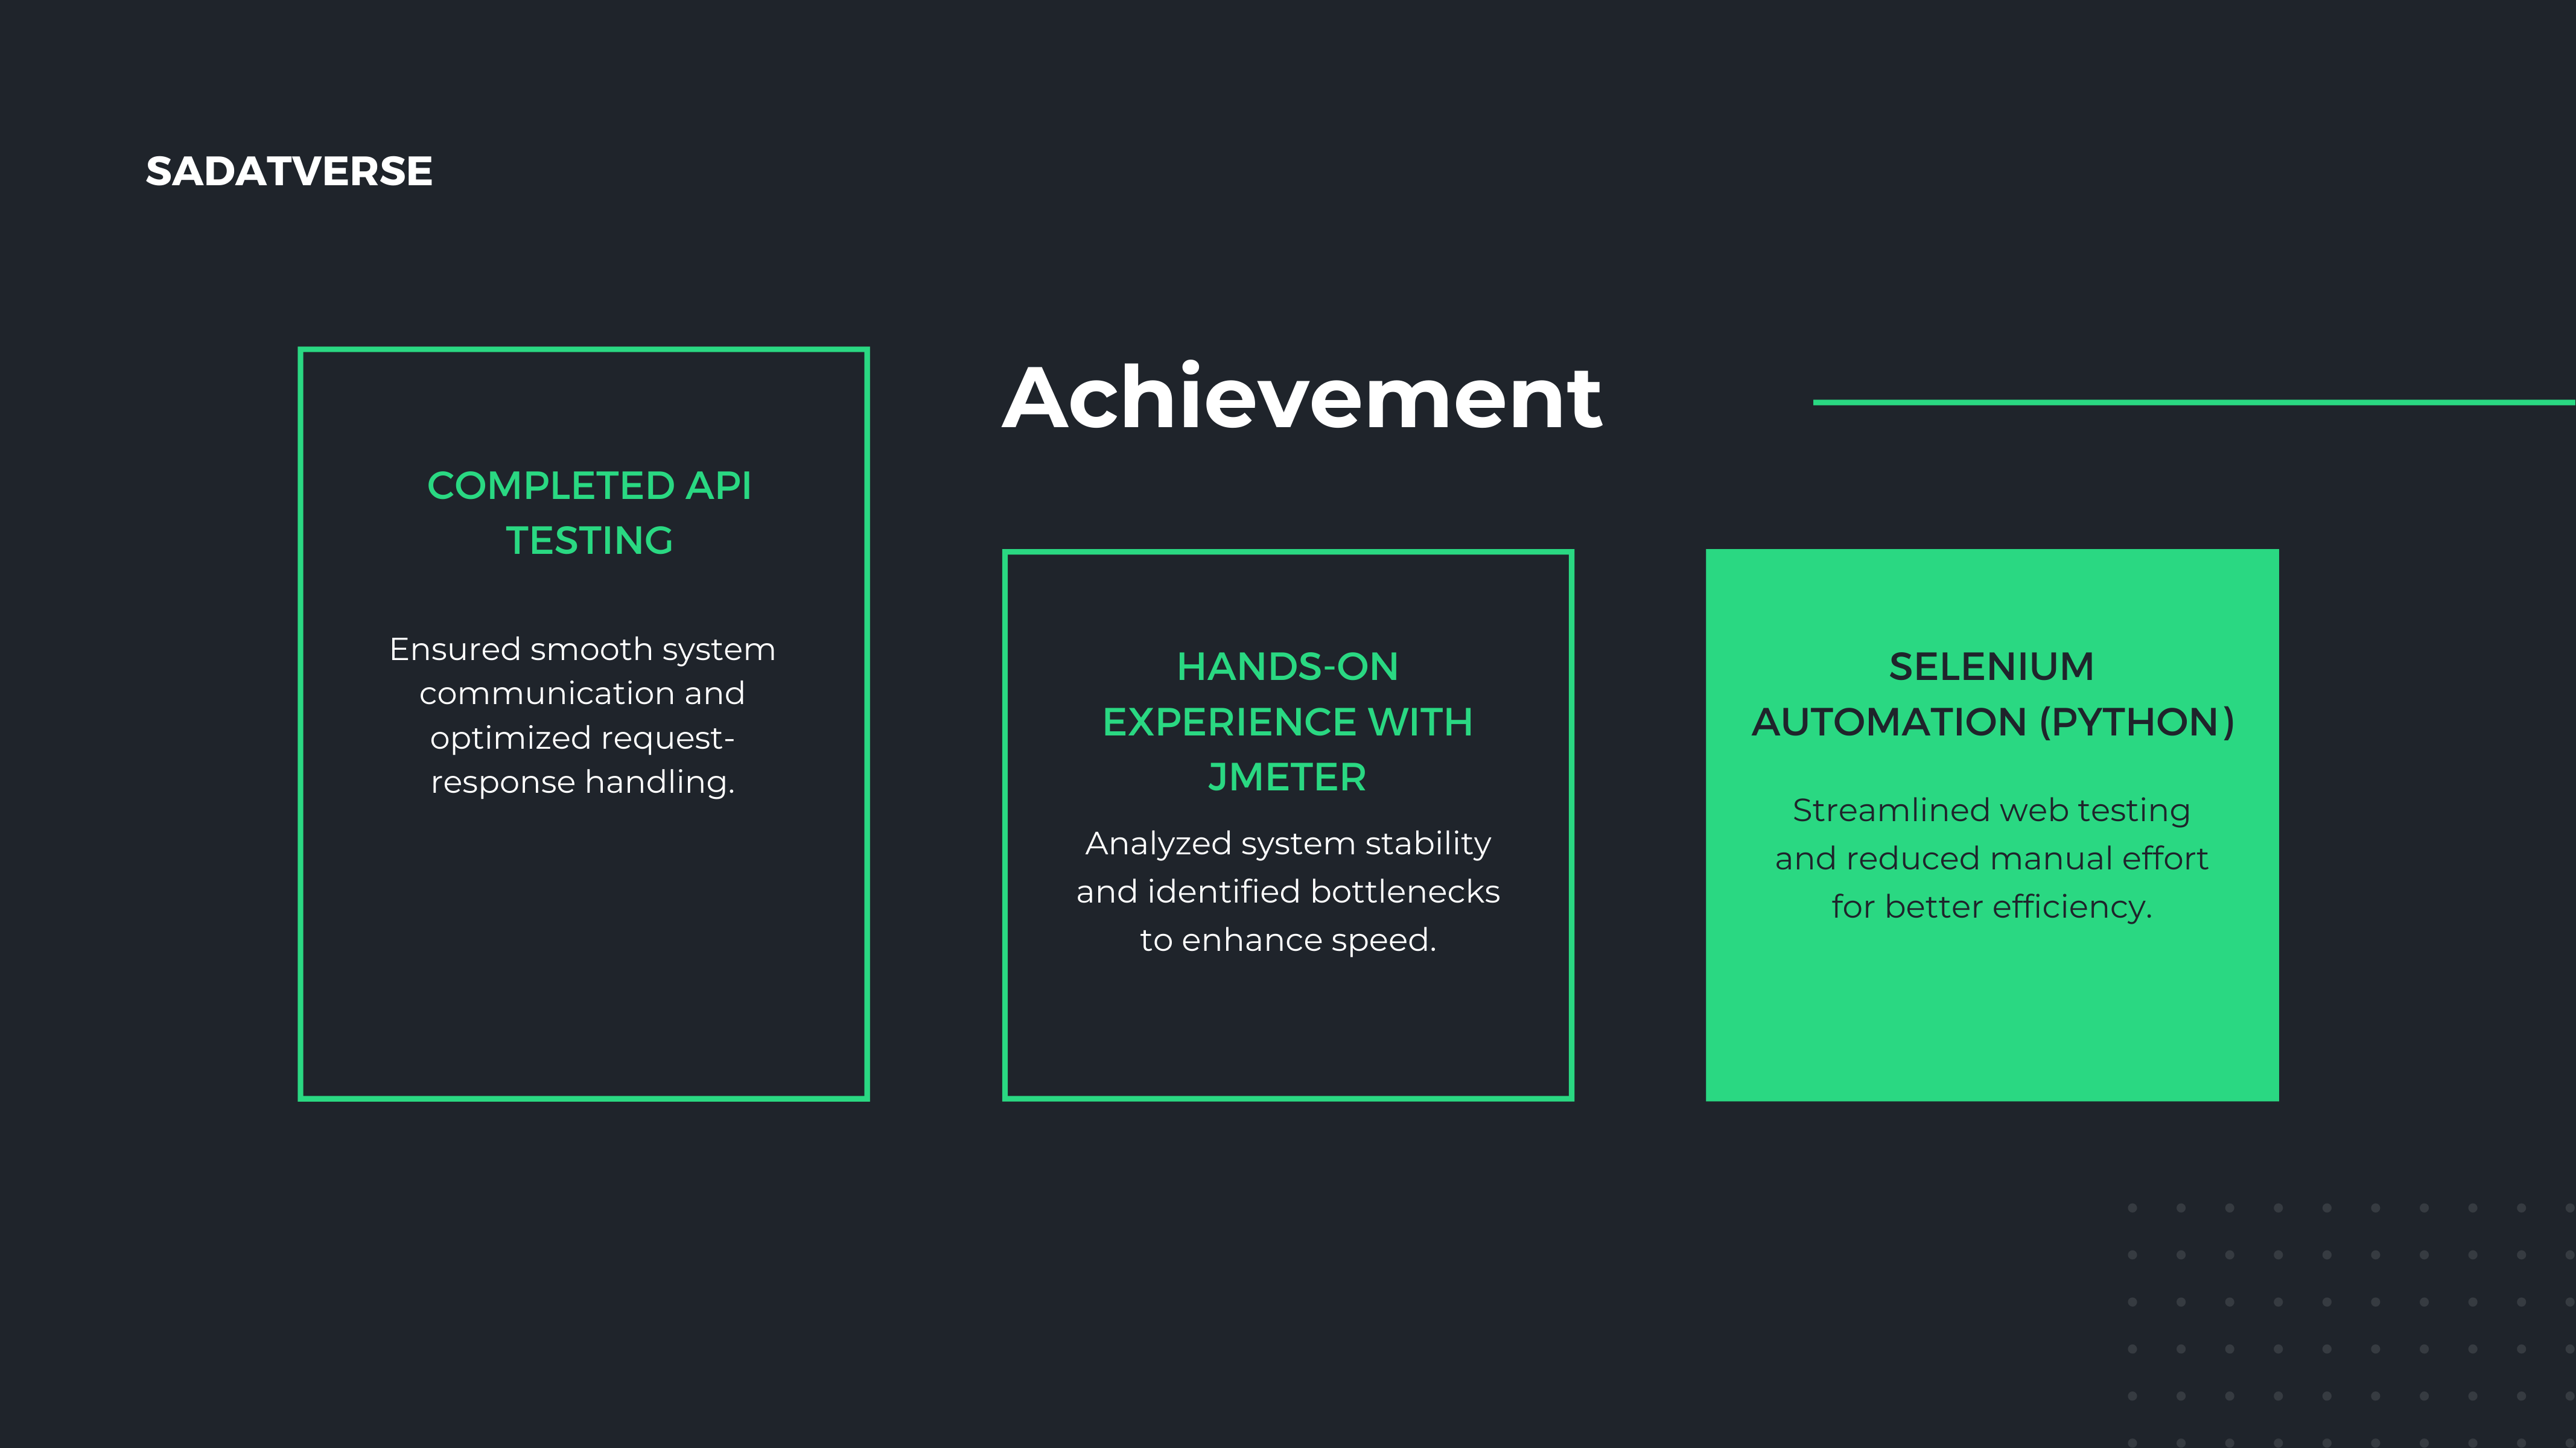 SADATVERSE
Achievement
COMPLETED API
TESTING
Ensured smooth system
communication and
optimized request-
response handling.
HANDS-ON
EXPERIENCE WITH
JMETER
Analyzed system stability
and identified bottlenecks
to enhance speed.
SELENIUM
AUTOMATION (PYTHON)
Streamlined web testing
and reduced manual effort
for better efficiency.